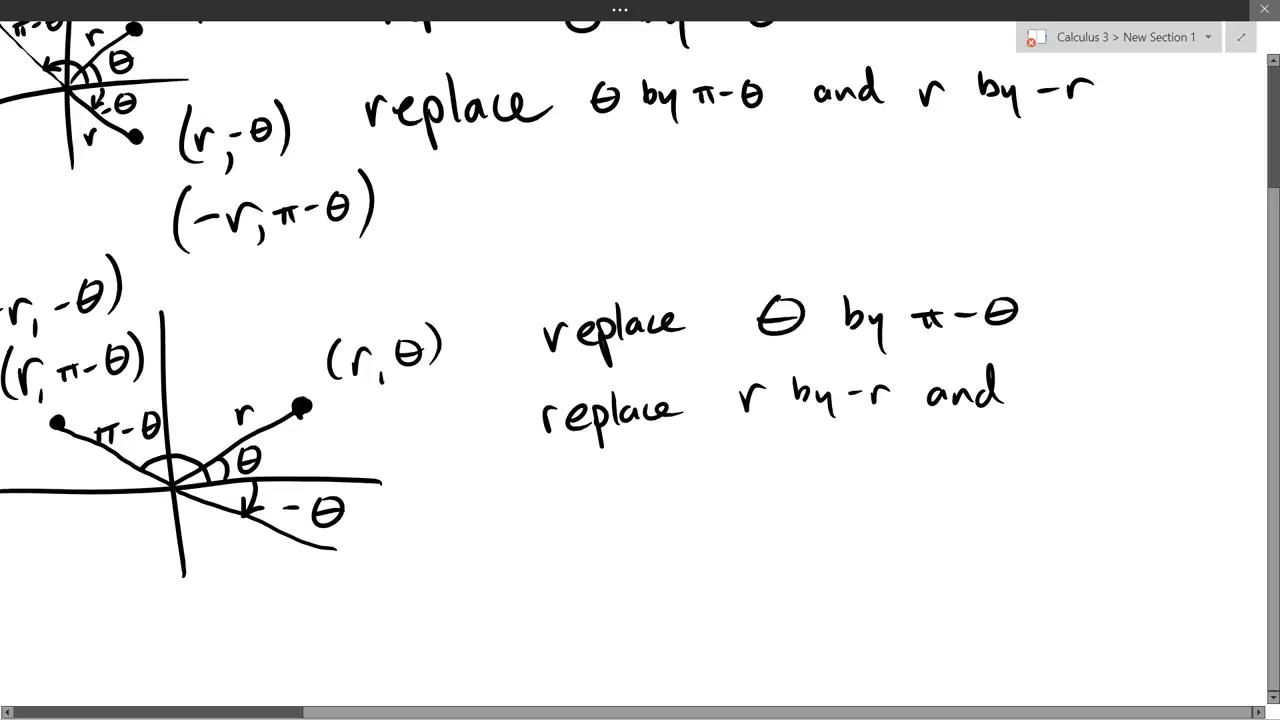 Calculus 3 > New Section 1
π-θ
r
θ
-θ
r
(r,-θ)
replace θ by π-θ and r by -r
(-r, π-θ)
r, -θ)
(r, π-θ)
(r, θ)
replace θ by π-θ
replace r by -r and
π-θ
r
θ
-θ